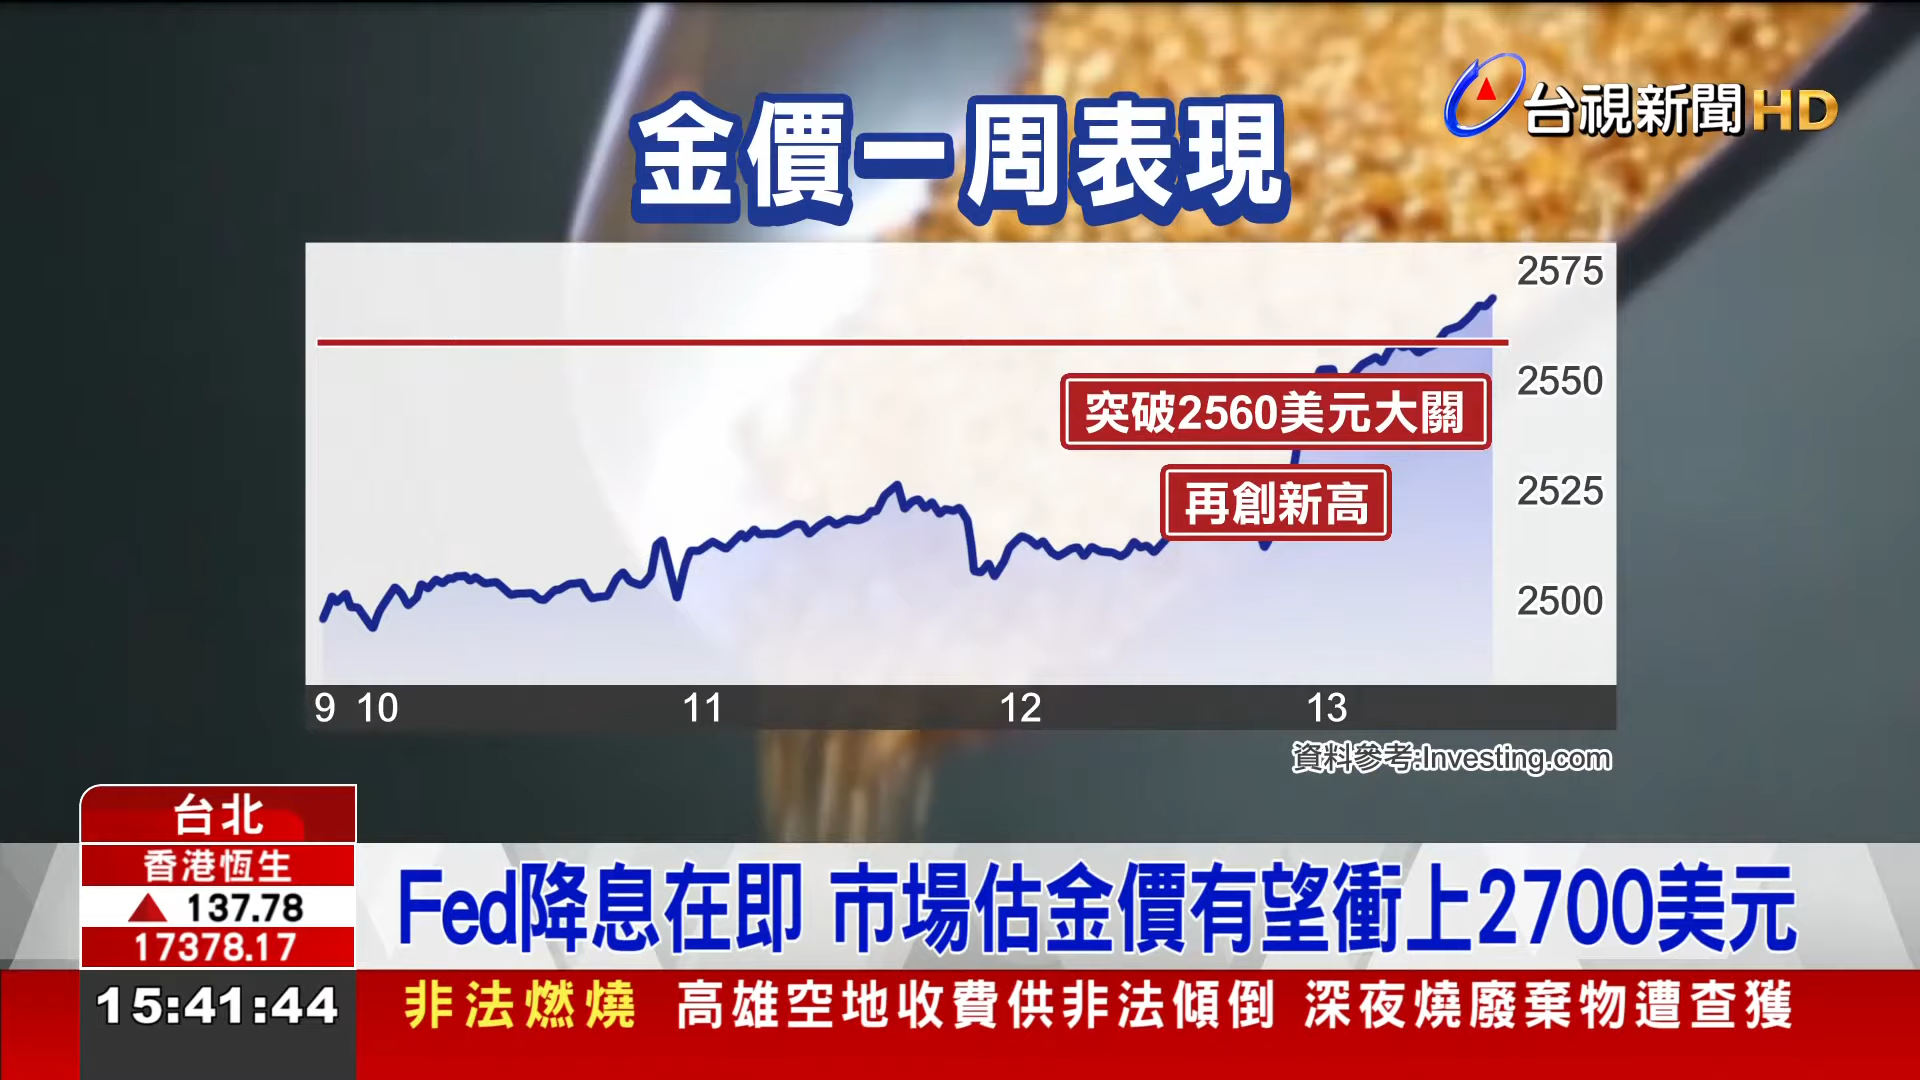 台視新聞HD
金價一周表現
2575
2550
2525
2500
突破2560美元大關
再創新高
9 10 11 12 13
資料參考:Investing.com
台北
香港恆生
▲ 137.78
17378.17
15:41:44
Fed降息在即 市場估金價有望衝上2700美元
非法燃燒 高雄空地收費供非法傾倒 深夜燒廢棄物遭查獲